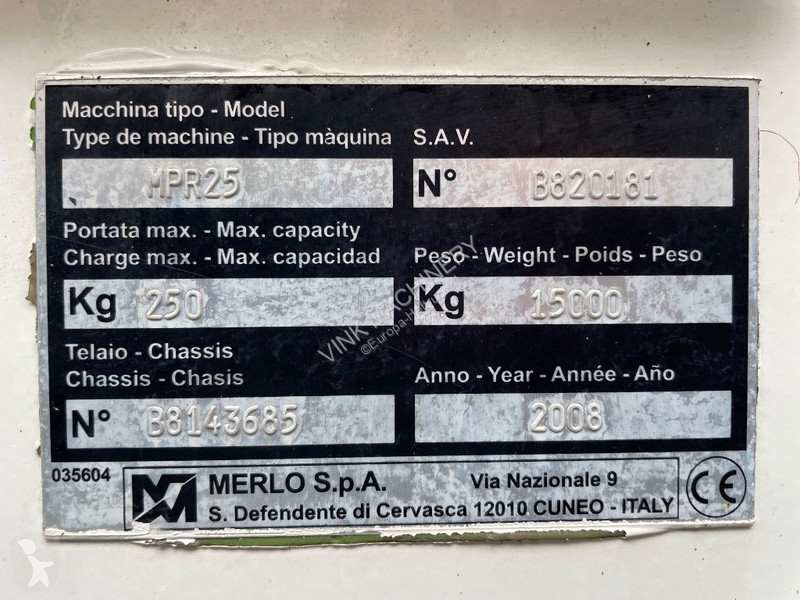 Macchina tipo - Model
Type de machine - Tipo màquina
MPR25
S.A.V.
N° B820181
Portata max. - Max. capacity
Charge max. - Max. capacidad
Kg 250
Peso - Weight - Poids - Peso
Kg 15000
Telaio - Chassis
Chassis - Chasis
N° B8143685
Anno - Year - Année - Año
2008
035604
MERLO S.p.A. Via Nazionale 9
S. Defendente di Cervasca 12010 CUNEO - ITALY
CE